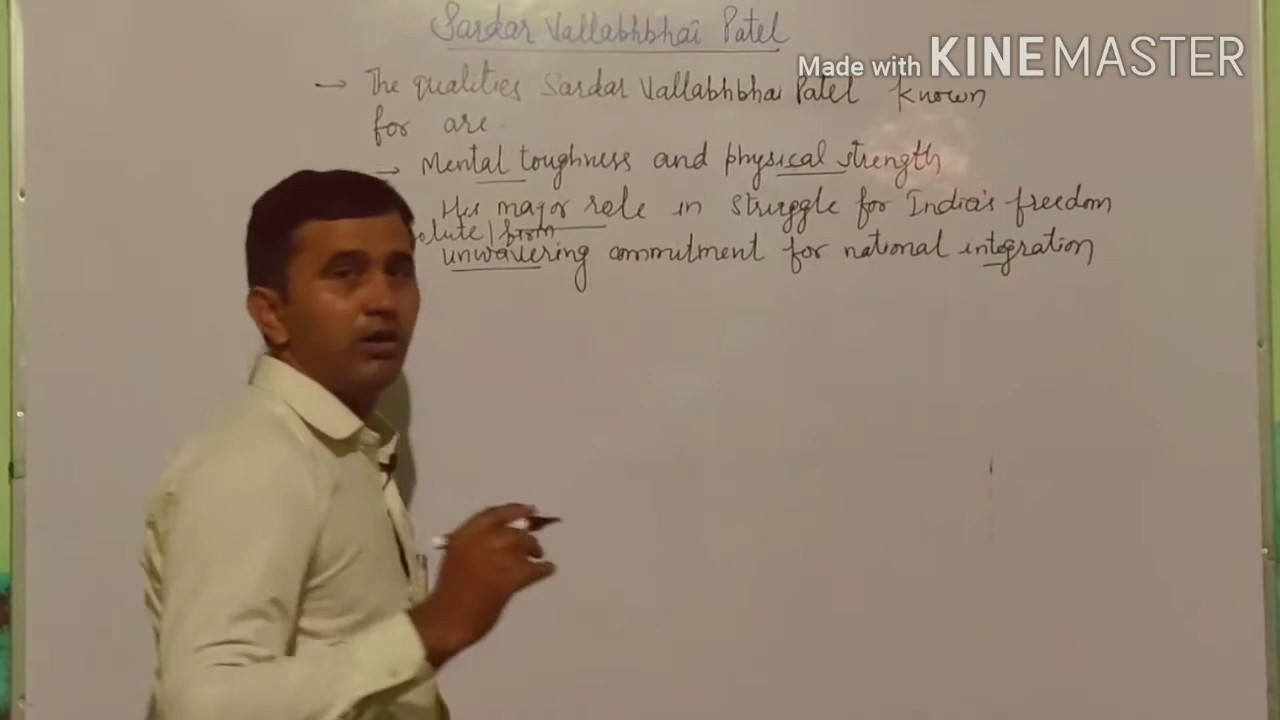 Sardar Vallabhbhai Patel
Made with KINEMASTER
→ The qualities Sardar Vallabhbhai Patel known
for are.
→ Mental toughness and physical strength
His major role in struggle for India's freedom
olute/firm
unwavering commitment for national integration